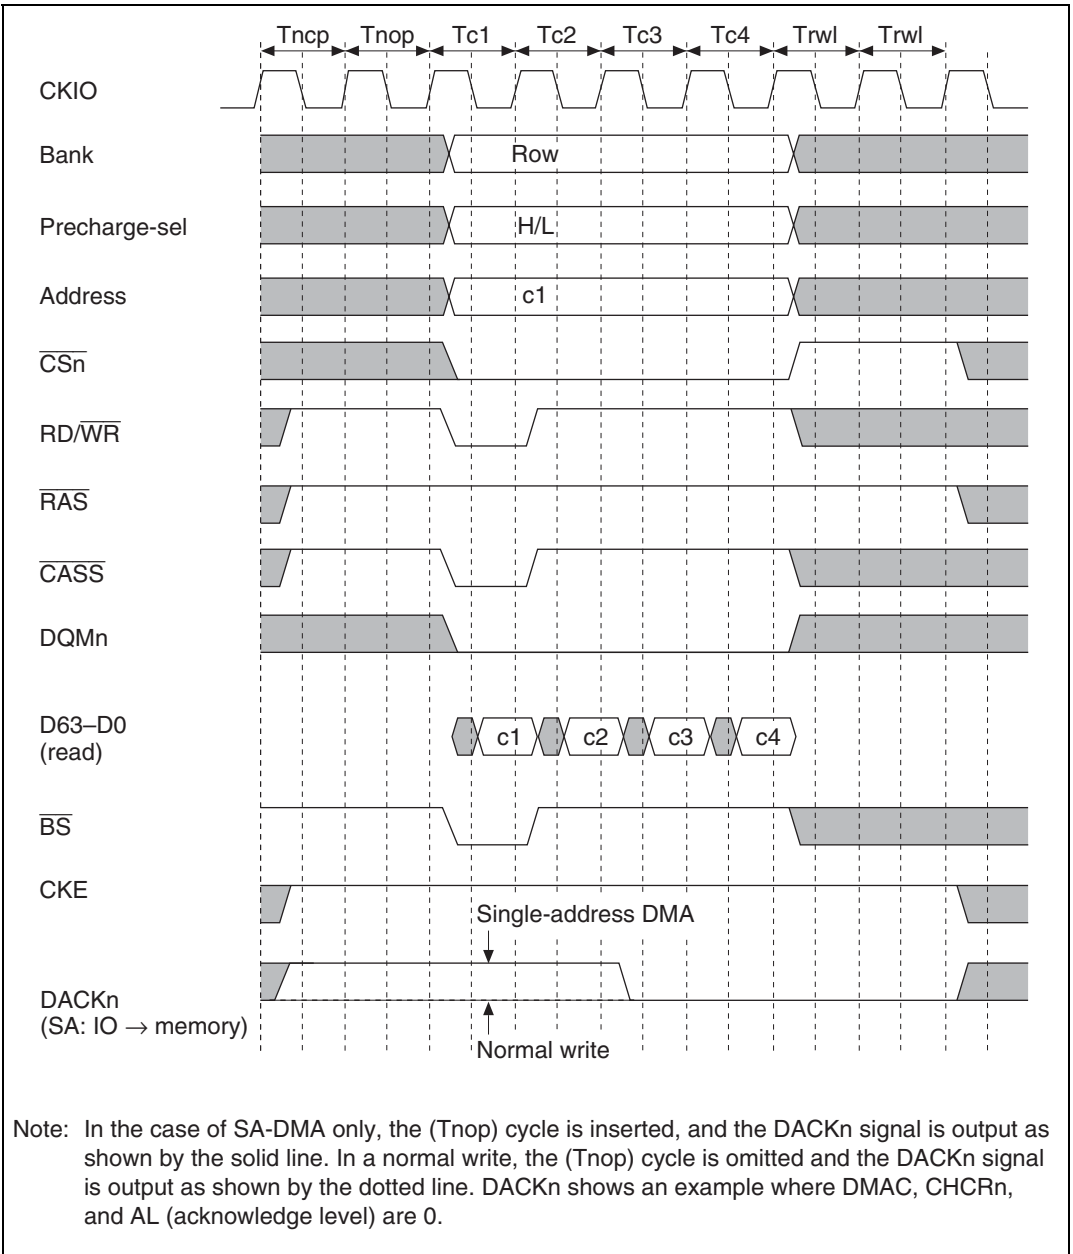 Tncp Tnop Tc1 Tc2 Tc3 Tc4 Trwl Trwl
CKIO
Bank Row
Precharge-sel H/L
Address c1
CSn
RD/WR
RAS
CASS
DQMn
D63–D0
(read)
c1 c2 c3 c4
BS
CKE
Single-address DMA
DACKn
(SA: IO → memory)
Normal write
Note: In the case of SA-DMA only, the (Tnop) cycle is inserted, and the DACKn signal is output as
shown by the solid line. In a normal write, the (Tnop) cycle is omitted and the DACKn signal
is output as shown by the dotted line. DACKn shows an example where DMAC, CHCRn,
and AL (acknowledge level) are 0.